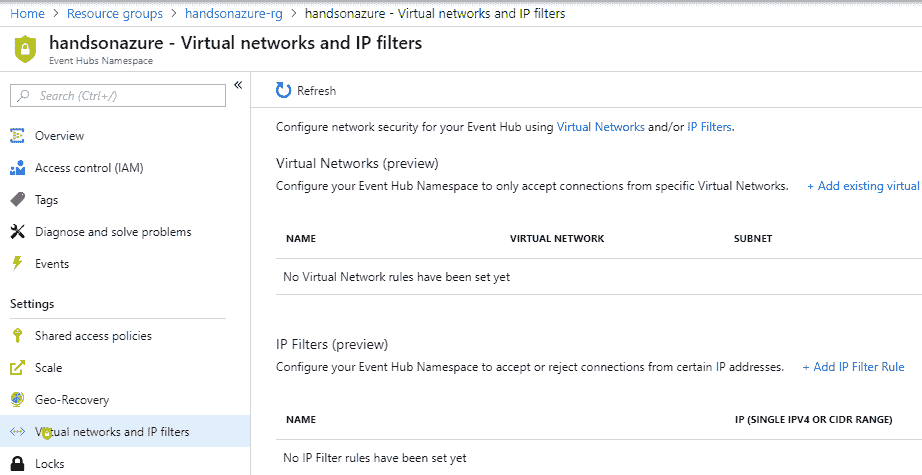 Home > Resource groups > handsonazure-rg > handsonazure - Virtual networks and IP filters
handsonazure - Virtual networks and IP filters
Event Hubs Namespace
Search (Ctrl+/)
«
Overview
Access control (IAM)
Tags
Diagnose and solve problems
Events
Settings
Shared access policies
Scale
Geo-Recovery
Virtual networks and IP filters
Locks
Refresh
Configure network security for your Event Hub using Virtual Networks and/or IP Filters.
Virtual Networks (preview)
Configure your Event Hub Namespace to only accept connections from specific Virtual Networks. + Add existing virtual
NAME VIRTUAL NETWORK SUBNET
No Virtual Network rules have been set yet
IP Filters (preview)
Configure your Event Hub Namespace to accept or reject connections from certain IP addresses. + Add IP Filter Rule
NAME IP (SINGLE IPV4 OR CIDR RANGE)
No IP Filter rules have been set yet